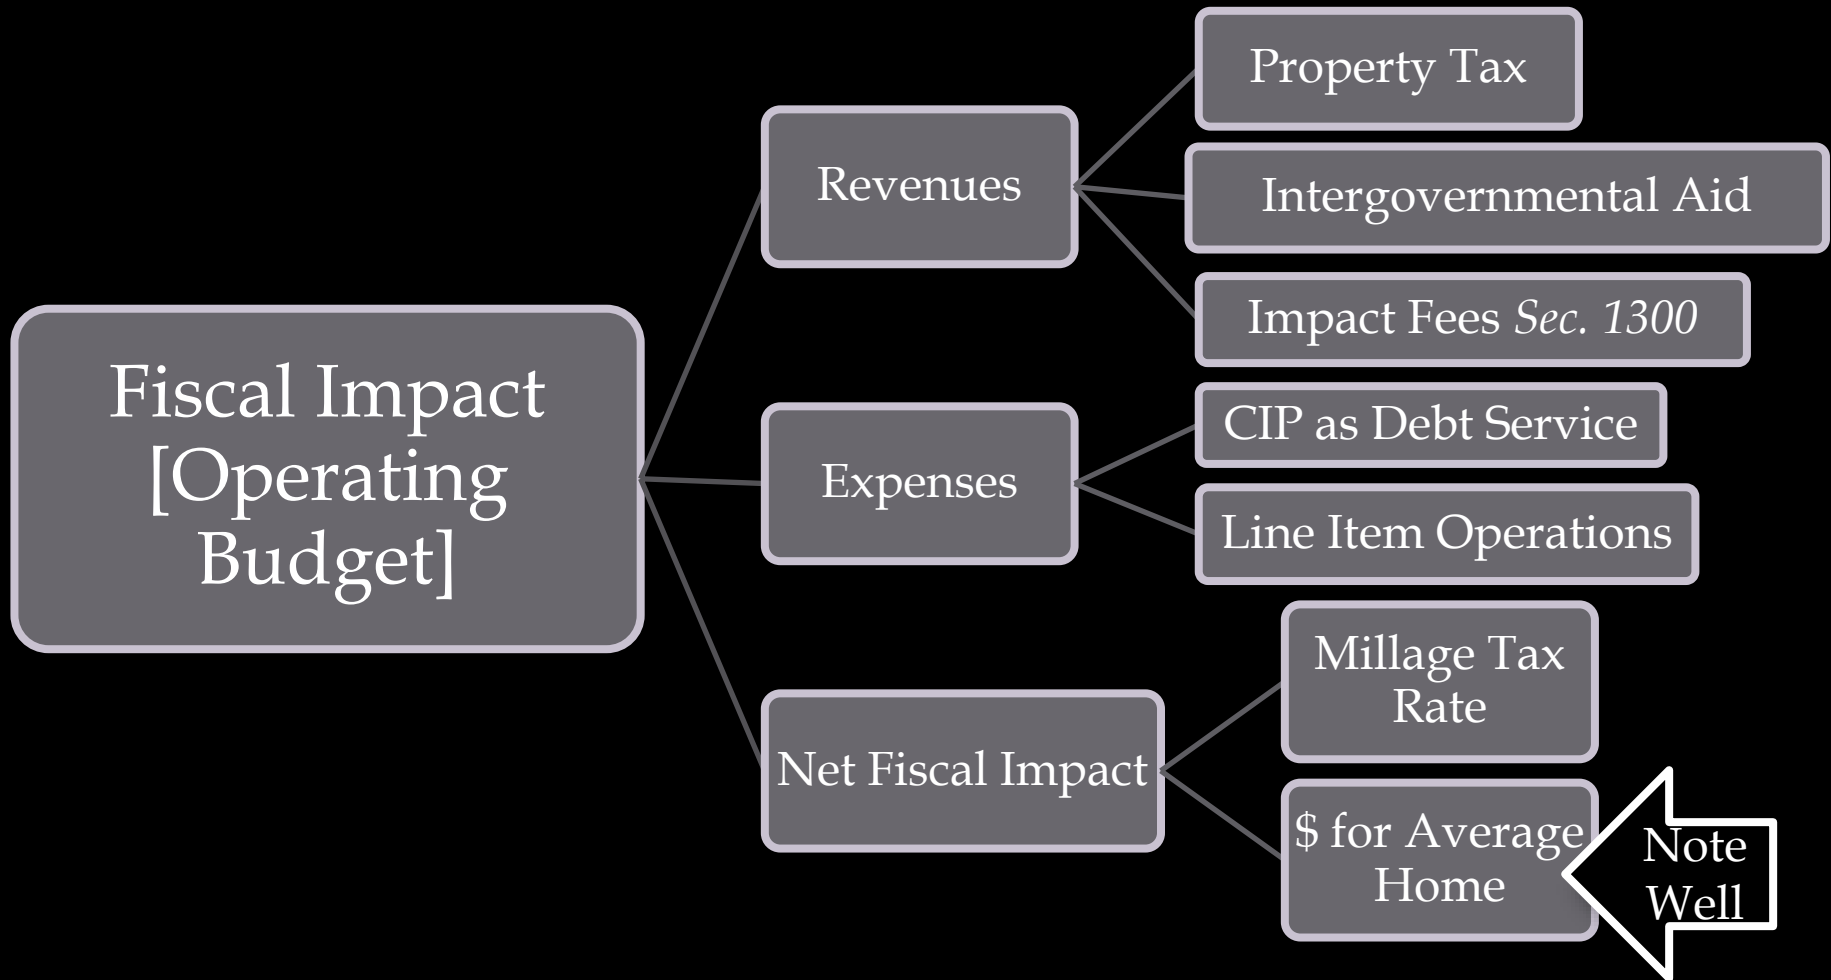 Fiscal Impact
[Operating
Budget]
Revenues
Property Tax
Intergovernmental Aid
Impact Fees Sec. 1300
Expenses
CIP as Debt Service
Line Item Operations
Net Fiscal Impact
Millage Tax
Rate
$ for Average
Home
Note
Well